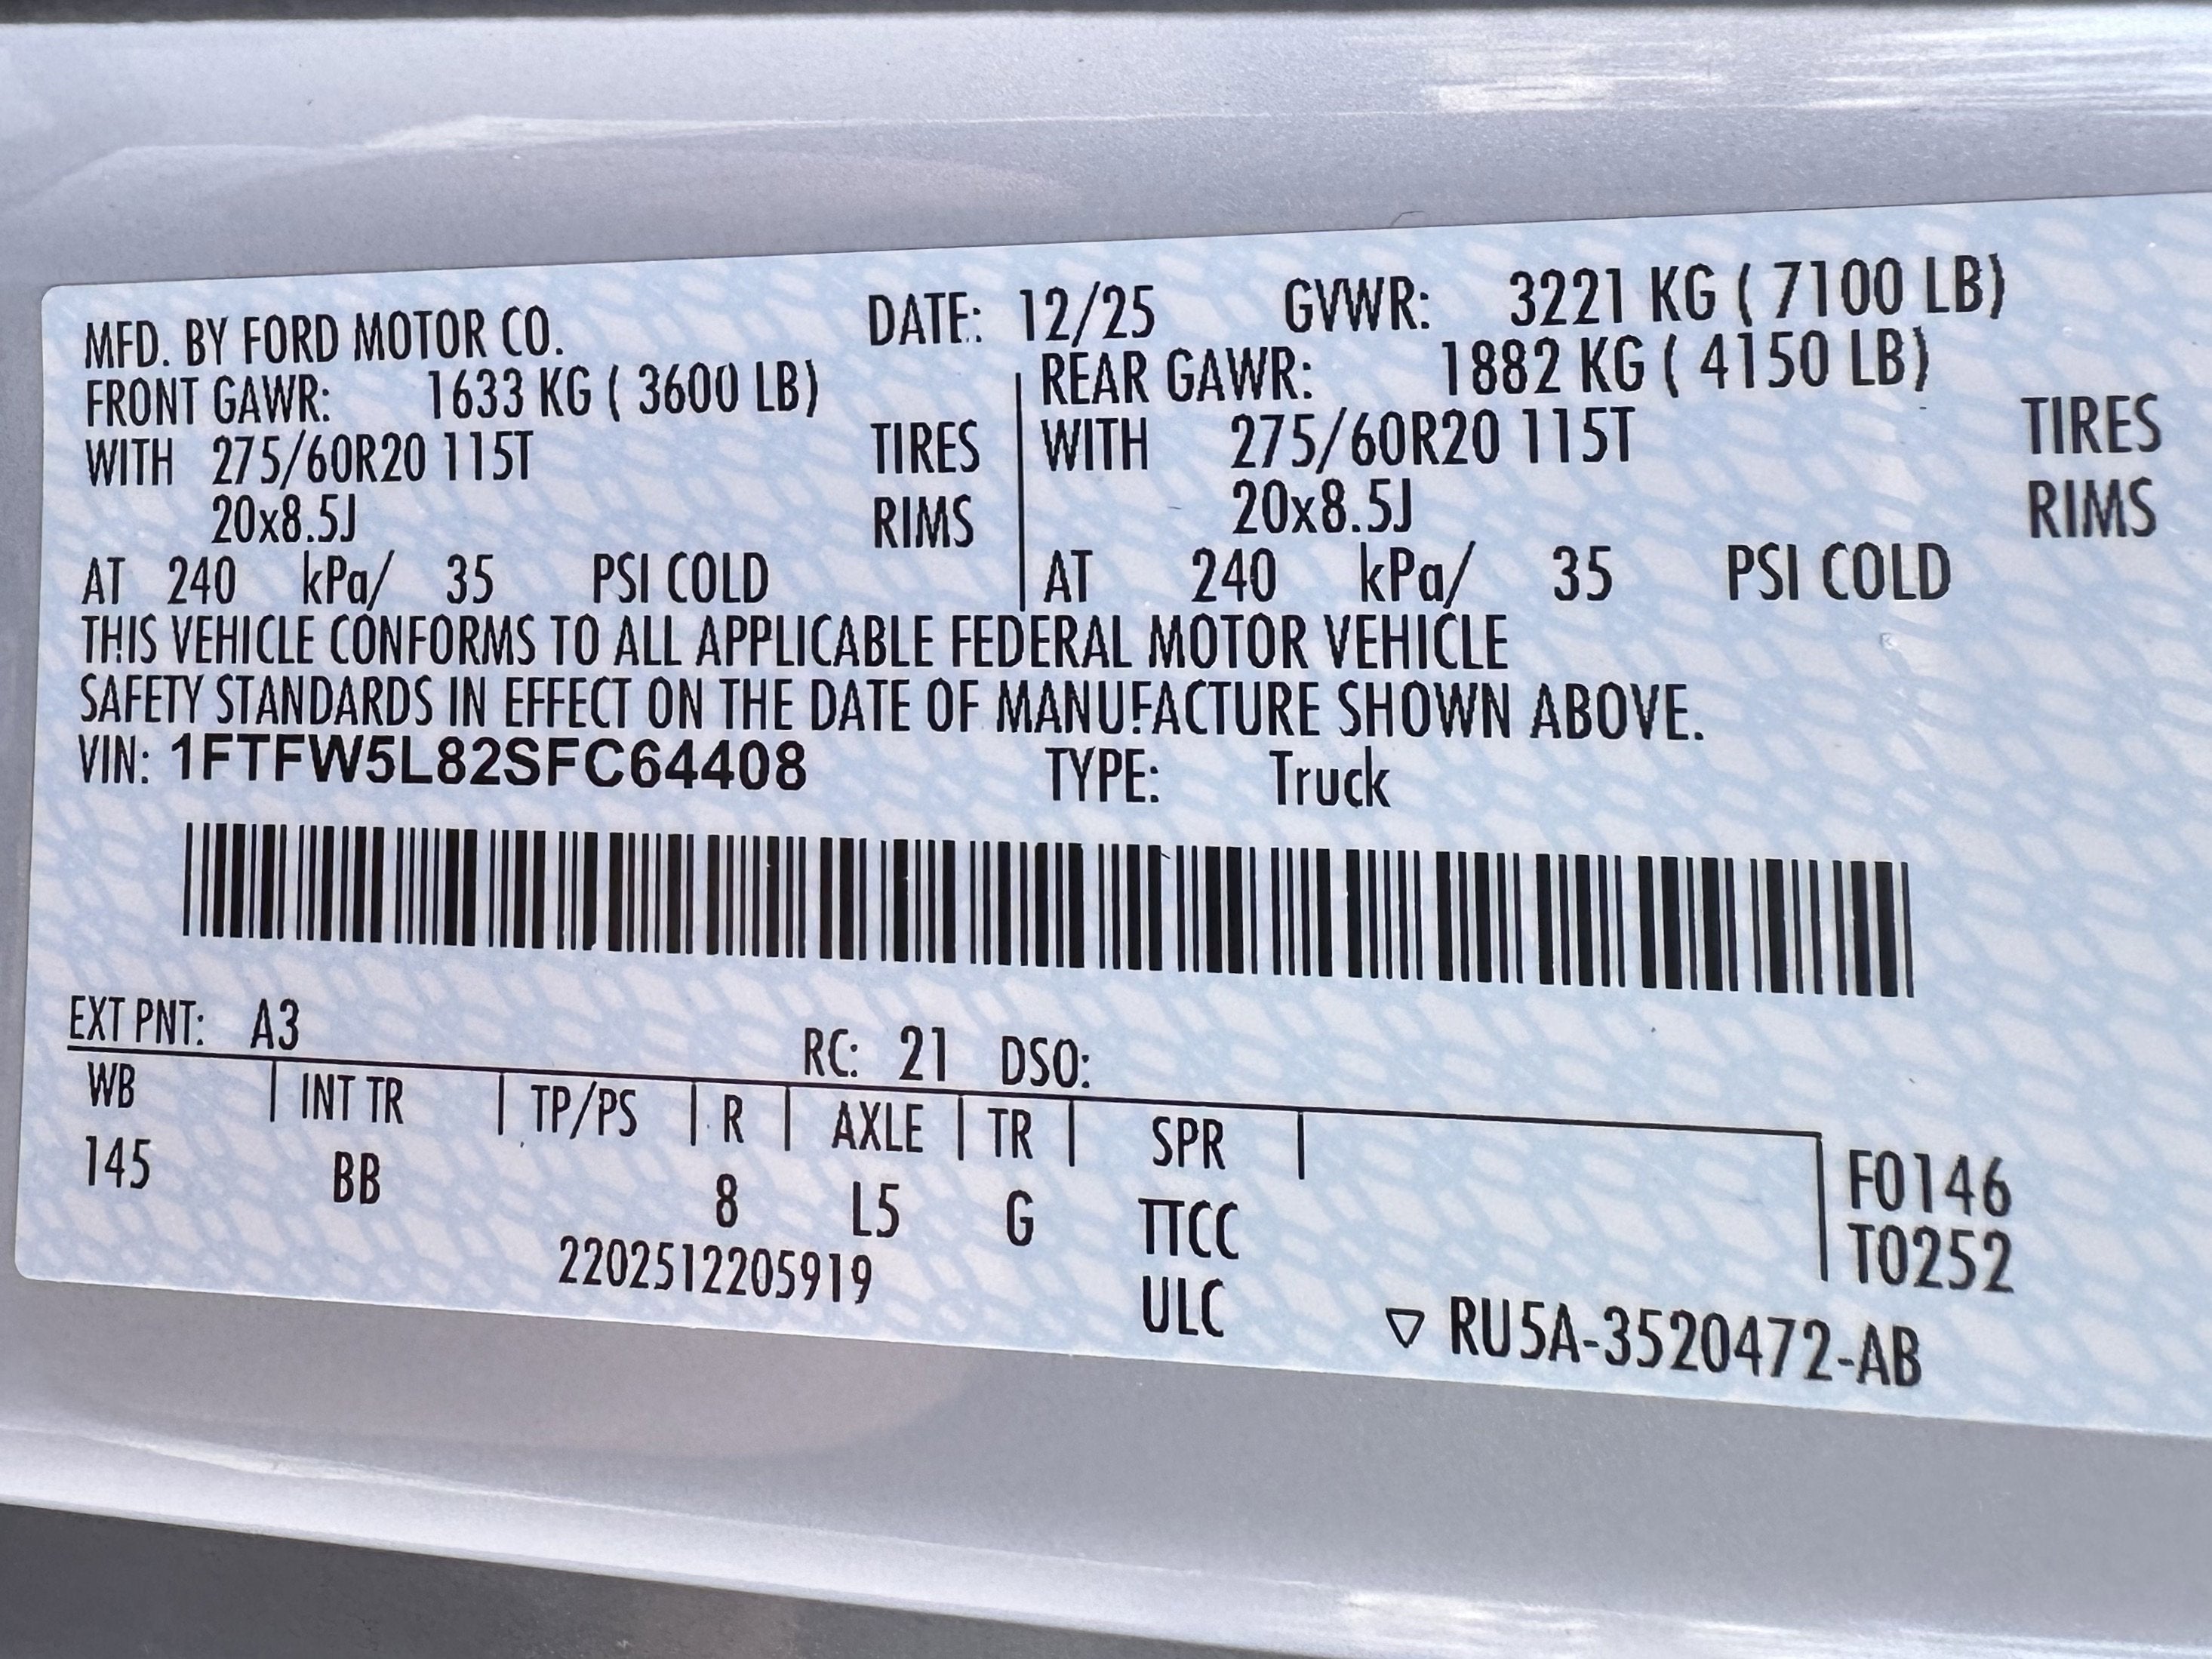 MFD. BY FORD MOTOR CO. DATE: 12/25 GVWR: 3221 KG ( 7100 LB)
FRONT GAWR: 1633 KG ( 3600 LB) REAR GAWR: 1882 KG ( 4150 LB)
WITH 275/60R20 115T TIRES WITH 275/60R20 115T TIRES
20x8.5J RIMS 20x8.5J RIMS
AT 240 kPa/ 35 PSI COLD AT 240 kPa/ 35 PSI COLD
THIS VEHICLE CONFORMS TO ALL APPLICABLE FEDERAL MOTOR VEHICLE
SAFETY STANDARDS IN EFFECT ON THE DATE OF MANUFACTURE SHOWN ABOVE.
VIN: 1FTFW5L82SFC64408 TYPE: Truck
EXT PNT: A3 RC: 21 DSO:
WB INT TR TP/PS R AXLE TR SPR
145 BB 8 L5 G TTCC F0146
2202512205919 ULC T0252
▽ RU5A-3520472-AB